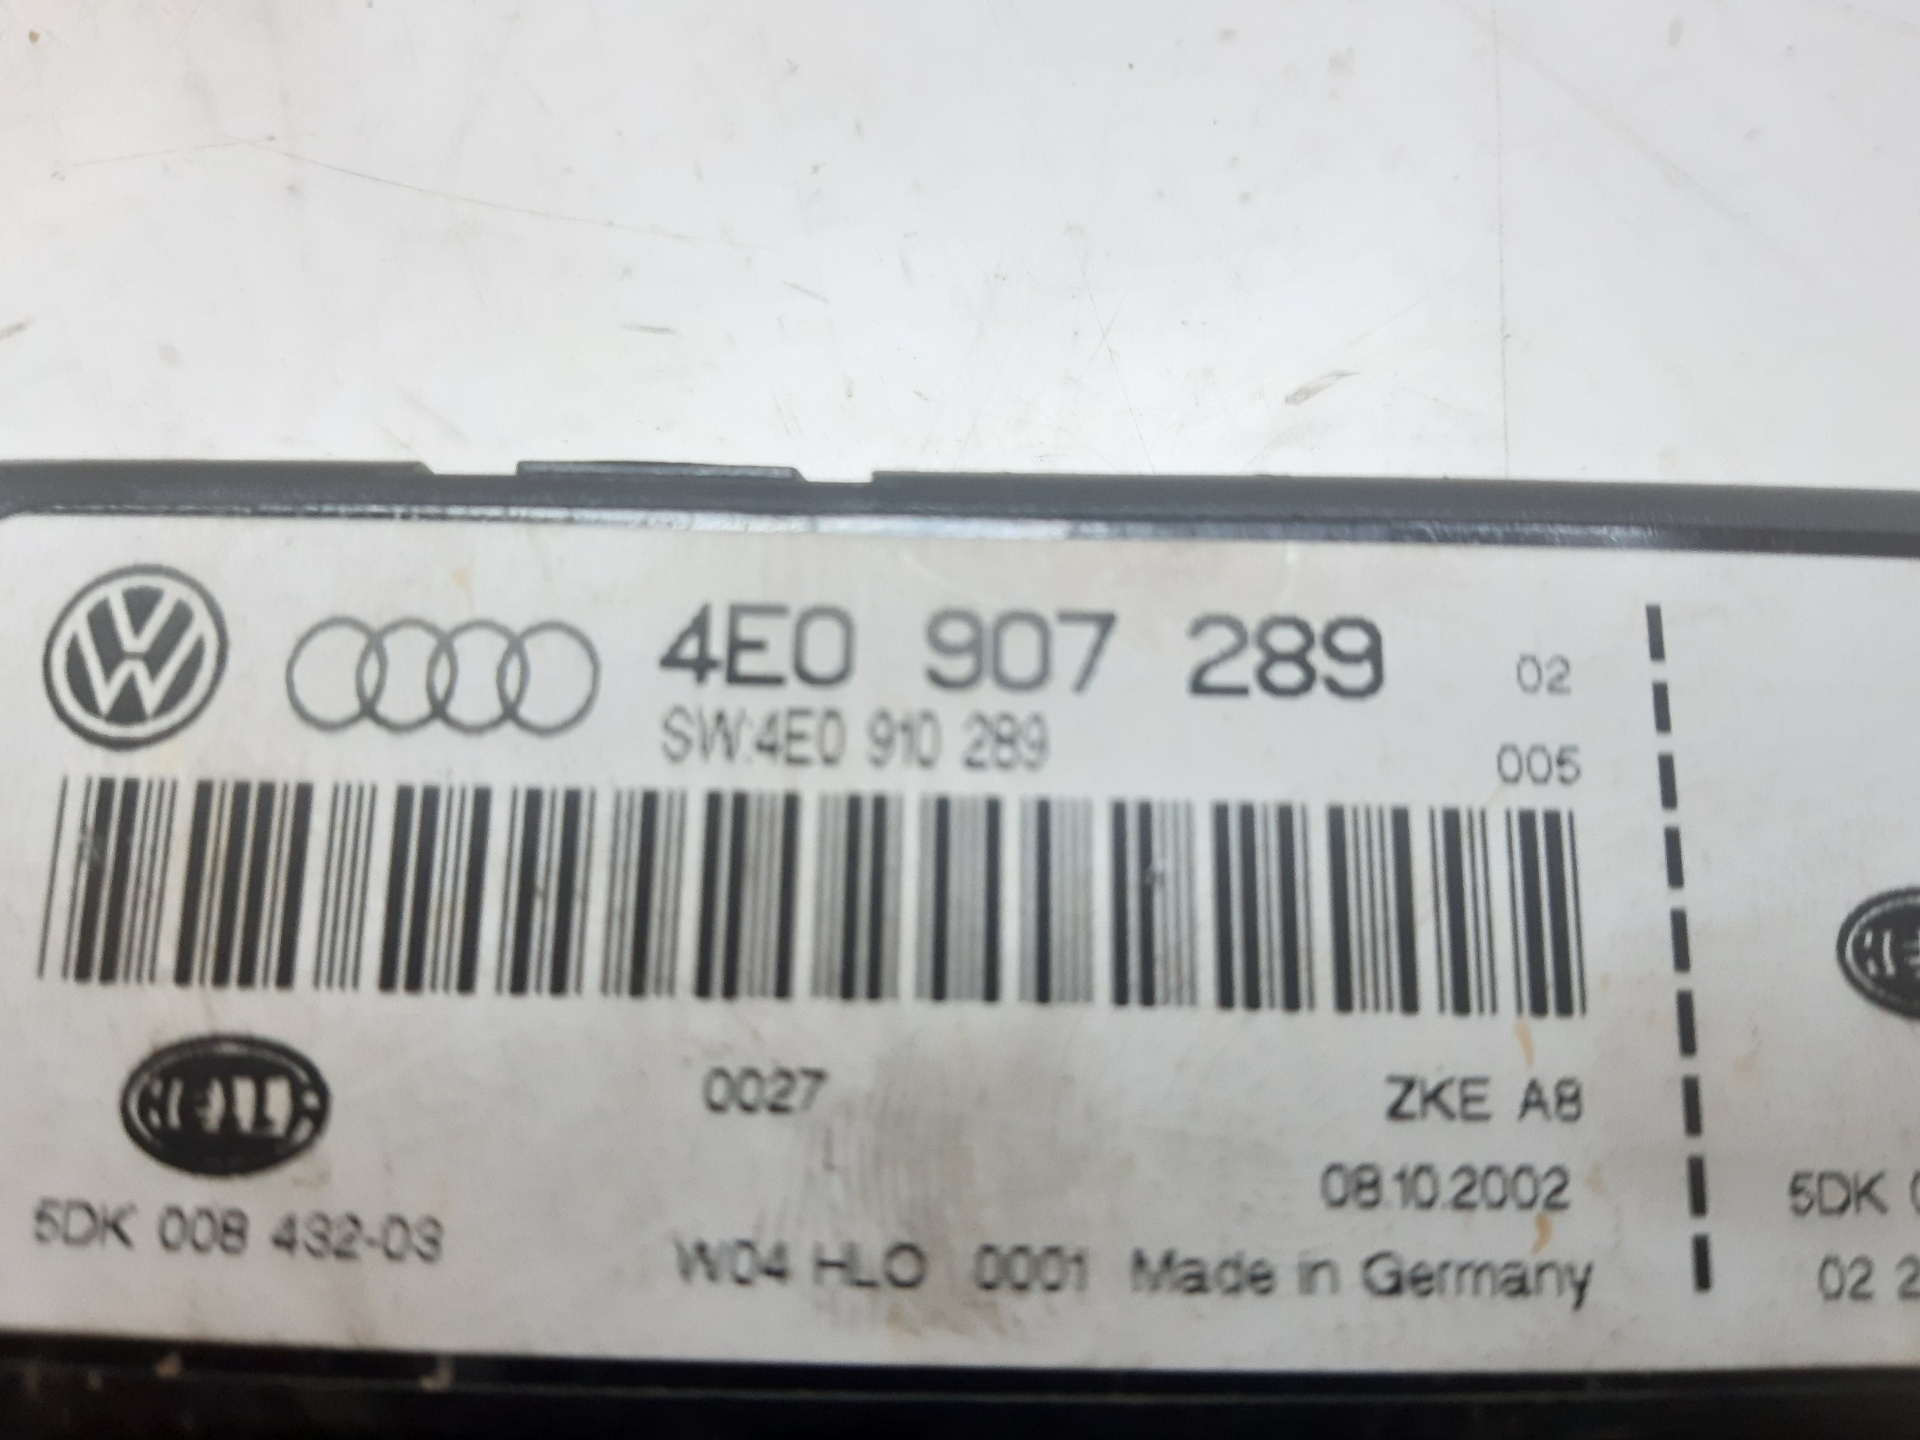 4E0 907 289 02
SW:4E0 910 289 005
HELLA
0027 ZKE A8
08.10.2002
5DK 008 432-03
W04 HLO 0001 Made in Germany
5DK
02 2